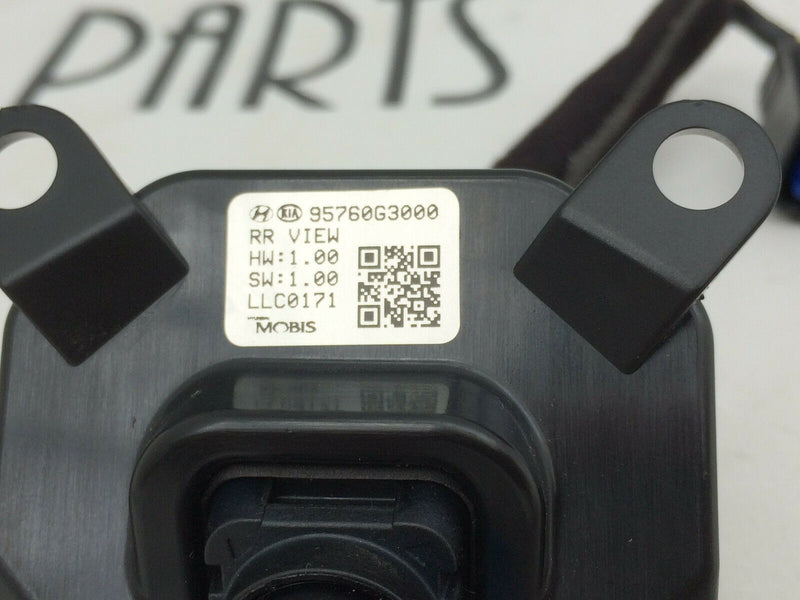 PARTS
KIA 95760G3000
RR VIEW
HW:1.00
SW:1.00
LLC0171
MOBIS